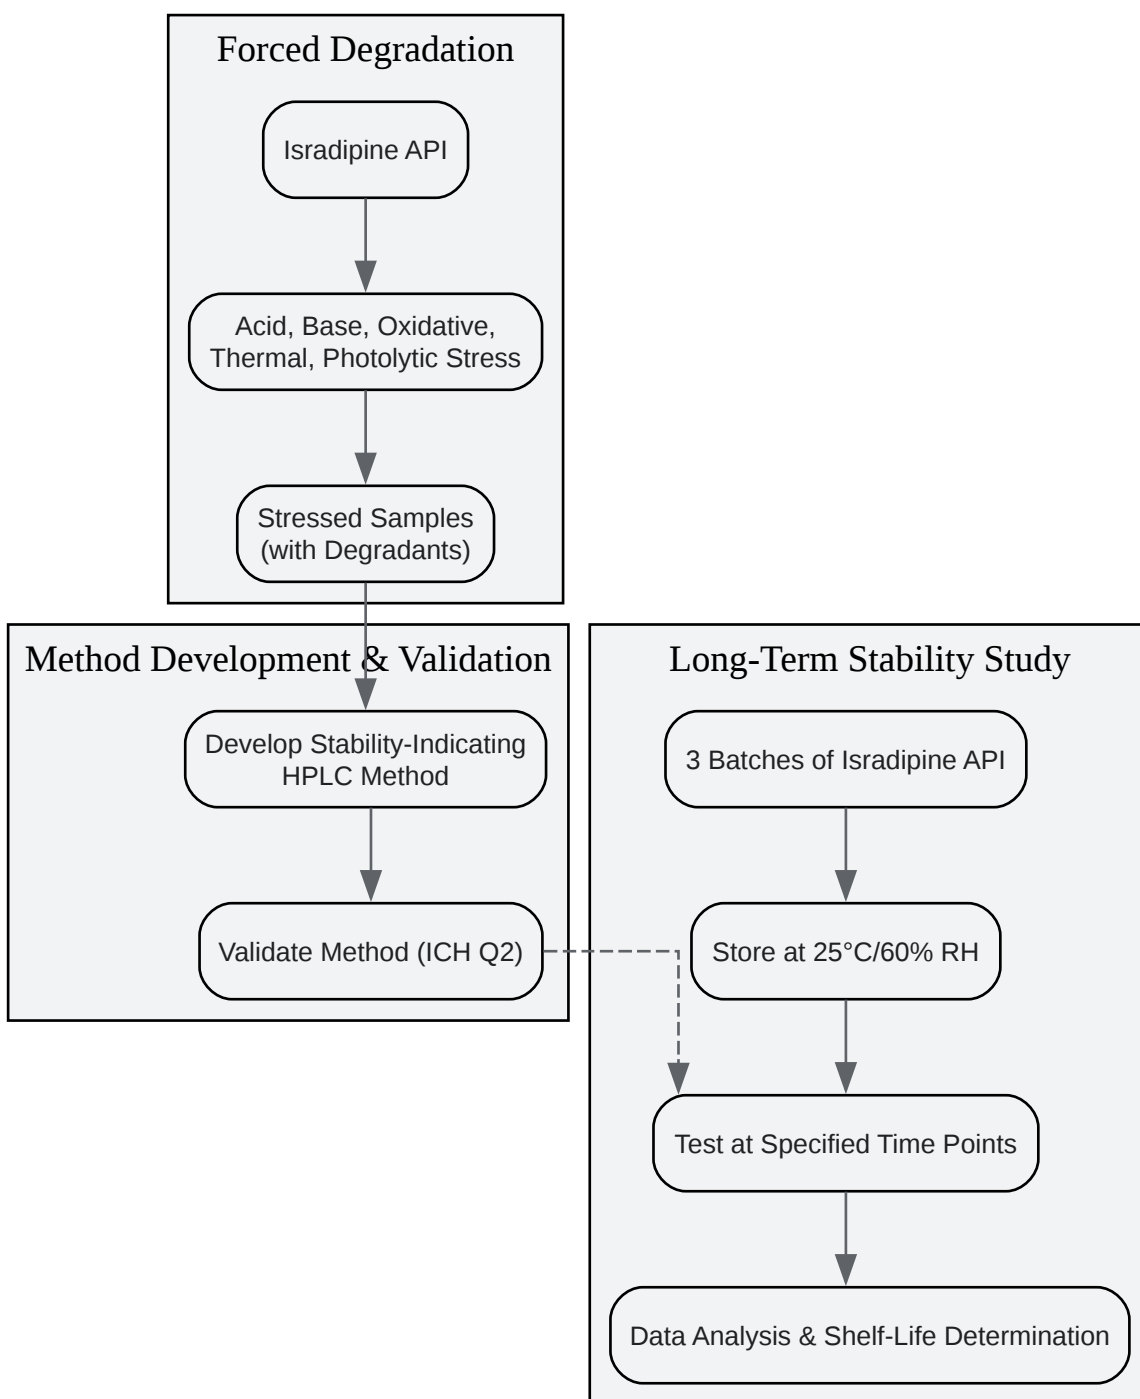 Forced Degradation
Isradipine API
Acid, Base, Oxidative,
Thermal, Photolytic Stress
Stressed Samples
(with Degradants)
Method Development & Validation
Develop Stability-Indicating
HPLC Method
Validate Method (ICH Q2)
Long-Term Stability Study
3 Batches of Isradipine API
Store at 25°C/60% RH
Test at Specified Time Points
Data Analysis & Shelf-Life Determination